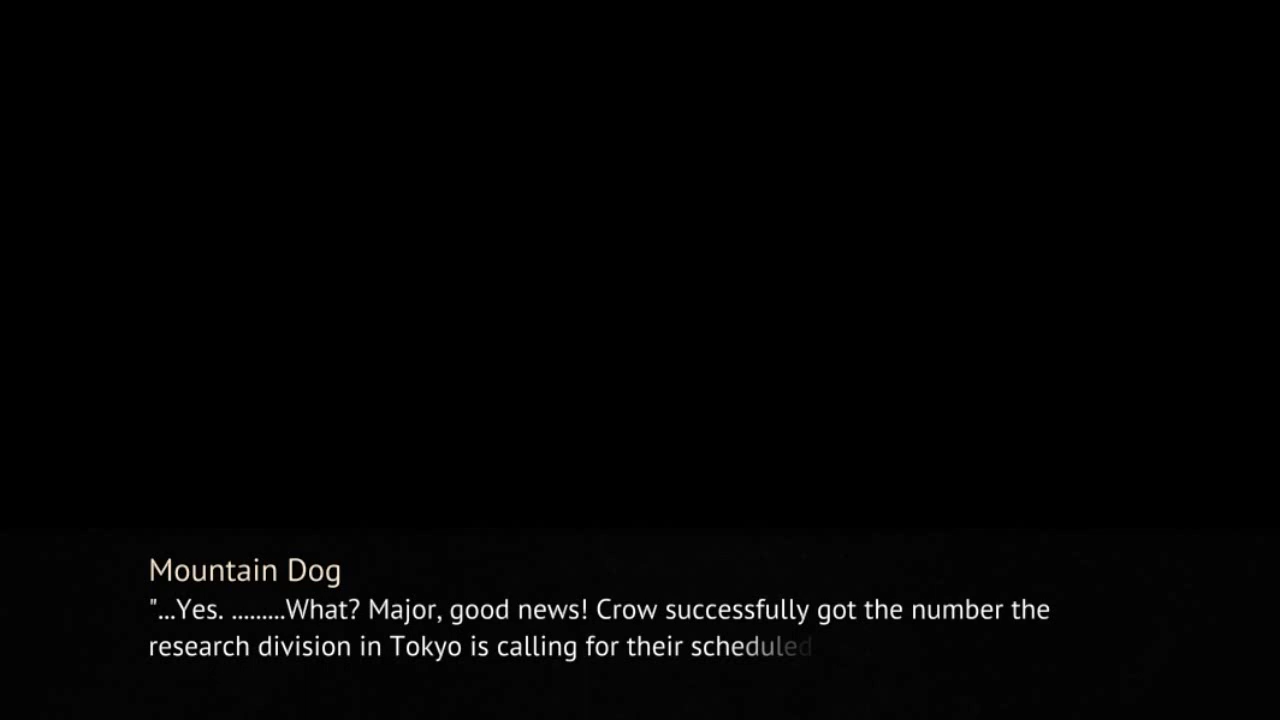 Mountain Dog
"...Yes. .........What? Major, good news! Crow successfully got the number the
research division in Tokyo is calling for their scheduled